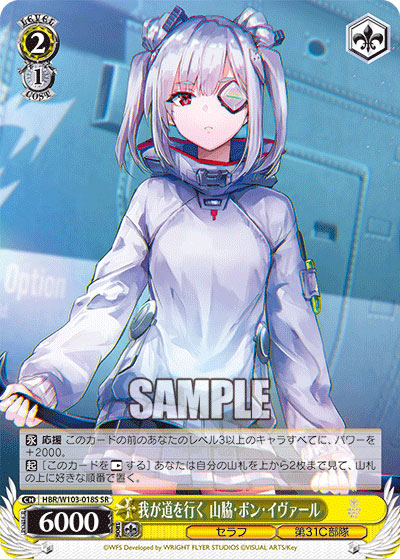 LEVEL
2
1
COST
Option
SAMPLE
永 応援 このカードの前のあなたのレベル3以上のキャラすべてに、パワーを
+2000。
起 [このカードを する] あなたは自分の山札を上から2枚まで見て、山札
の上に好きな順番で置く。
CH HBR/W103-018S SR
我が道を行く 山脇・ボン・イヴァール
6000
セラフ
第31C部隊
©WFS Developed by WRIGHT FLYER STUDIOS ©VISUAL ARTS/Key